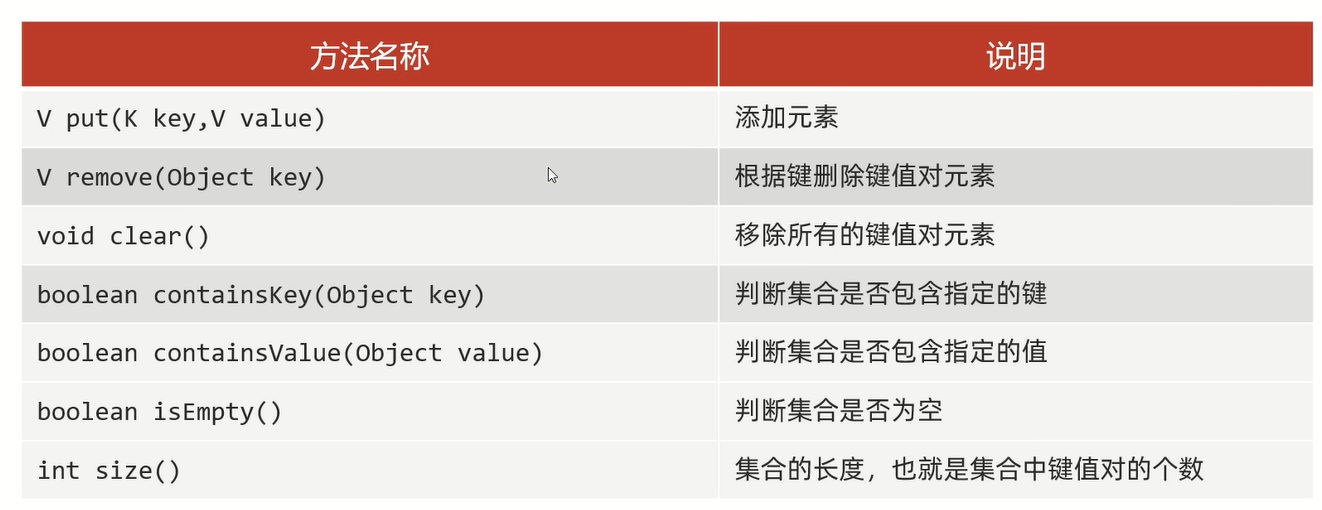 方法名称 说明
V put(K key,V value) 添加元素
V remove(Object key) 根据键删除键值对元素
void clear() 移除所有的键值对元素
boolean containsKey(Object key) 判断集合是否包含指定的键
boolean containsValue(Object value) 判断集合是否包含指定的值
boolean isEmpty() 判断集合是否为空
int size() 集合的长度，也就是集合中键值对的个数